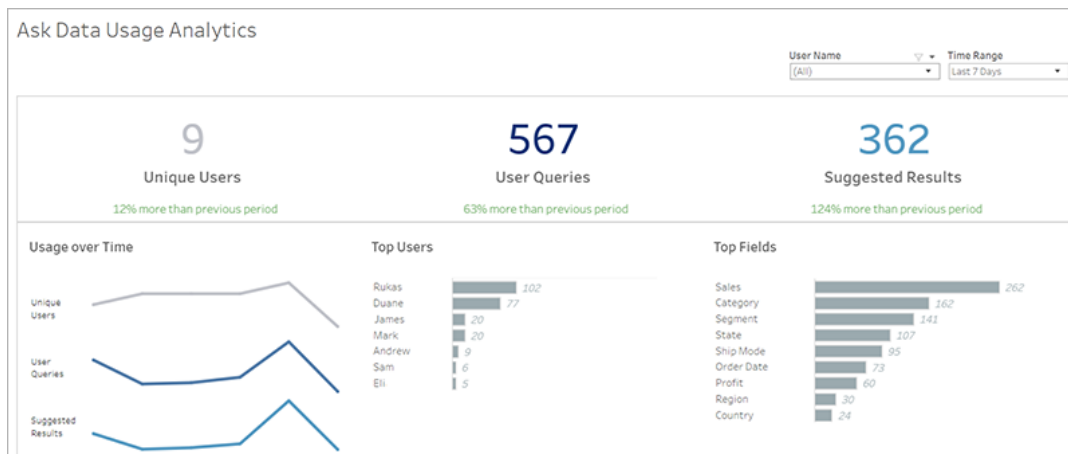 Ask Data Usage Analytics
User Name
Time Range
(All)
Last 7 Days
9
Unique Users
12% more than previous period
567
User Queries
63% more than previous period
362
Suggested Results
124% more than previous period
Usage over Time
Unique
Users
User
Queries
Suggested
Results
Top Users
Rukas 102
Duane 77
James 20
Mark 20
Andrew 9
Sam 6
Eli 5
Top Fields
Sales 262
Category 162
Segment 141
State 107
Ship Mode 95
Order Date 73
Profit 60
Region 30
Country 24